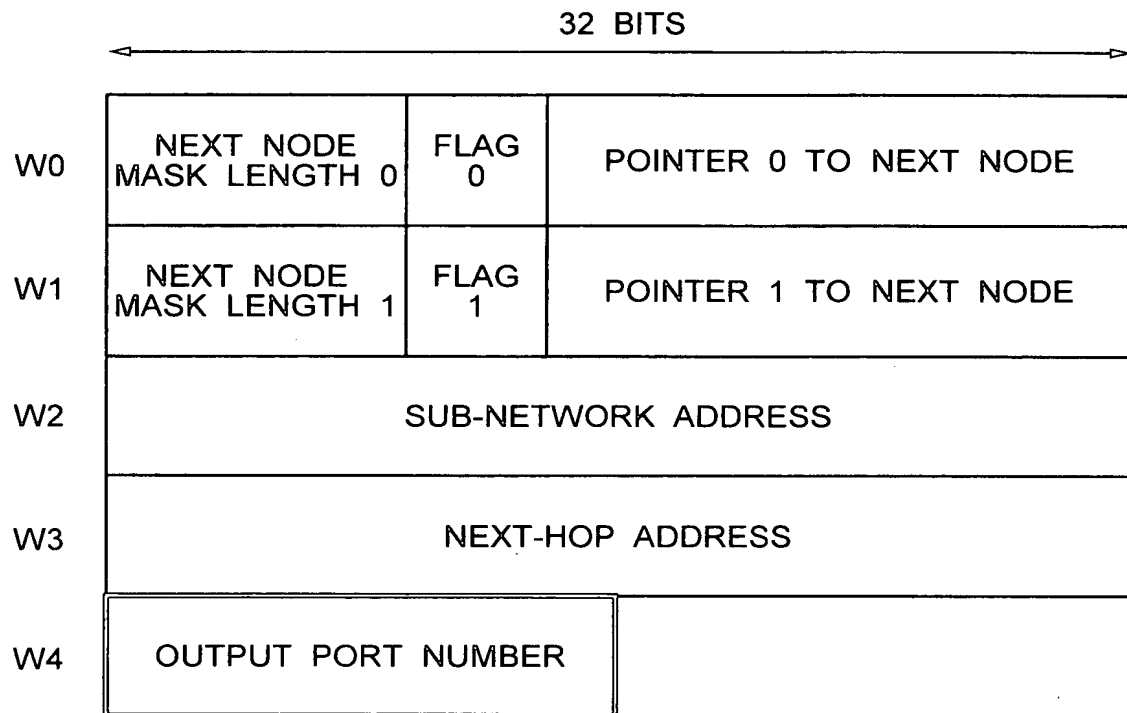 32 BITS
W0
NEXT NODE
MASK LENGTH 0
FLAG
0
POINTER 0 TO NEXT NODE
W1
NEXT NODE
MASK LENGTH 1
FLAG
1
POINTER 1 TO NEXT NODE
W2
SUB-NETWORK ADDRESS
W3
NEXT-HOP ADDRESS
W4
OUTPUT PORT NUMBER